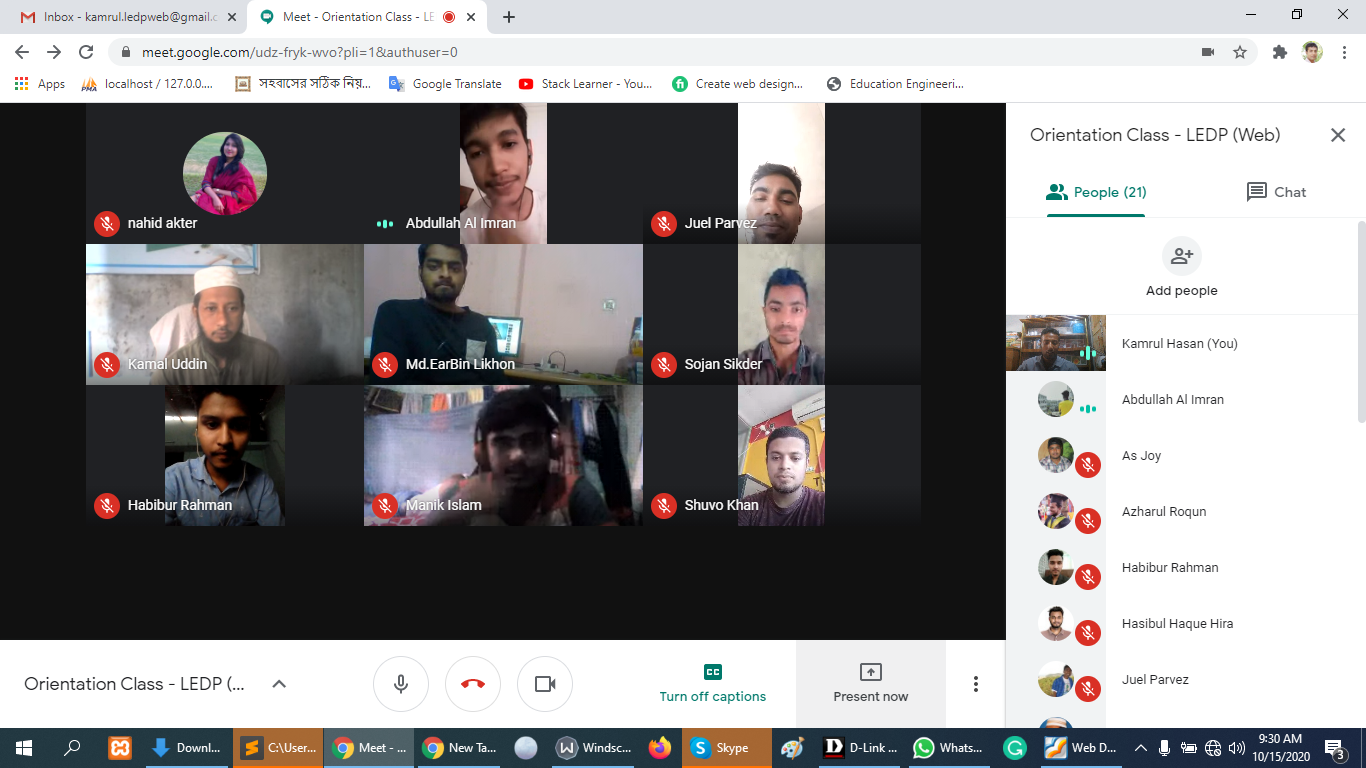 Inbox - kamrul.ledpweb@gmail.c
Meet - Orientation Class - LE
meet.google.com/udz-fryk-wvo?pli=1&authuser=0
Apps
localhost / 127.0.0....
সহবাসের সঠিক নিয়...
Google Translate
Stack Learner - You...
Create web design...
Education Engineeri...
nahid akter
Abdullah Al Imran
Juel Parvez
Kamal Uddin
Md.EarBin Likhon
Sojan Sikder
Habibur Rahman
Manik Islam
Shuvo Khan
Orientation Class - LEDP (Web)
People (21)
Chat
Add people
Kamrul Hasan (You)
Abdullah Al Imran
As Joy
Azharul Roqun
Habibur Rahman
Hasibul Haque Hira
Juel Parvez
Orientation Class - LEDP (...
Turn off captions
Present now
Downl...
C:\User...
Meet - ...
New Ta...
Windsc...
Skype
D-Link ...
Whats...
Web D...
9:30 AM
10/15/2020
3